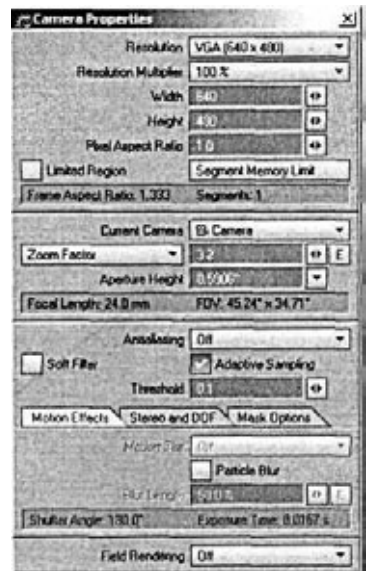 Camera Properties
Resolution VGA (640 x 480)
Resolution Multiplier 100 %
Width 640
Height 480
Pixel Aspect Ratio 1.0
Limited Region Segment Memory Limit
Frame Aspect Ratio: 1.333 Segments: 1
Current Camera Camera
Zoom Factor 3.2 E
Aperture Height 0.5906"
Focal Length: 24.0 mm FOV: 45.24° x 34.71°
Antialiasing Off
Soft Filter Adaptive Sampling
Threshold 0.1
Motion Effects Stereo and DOF Mask Options
Motion Blur Off
Particle Blur
Blur Length 50.0 % E
Shutter Angle: 180.0° Exposure Time: 0.0167 s
Field Rendering Off